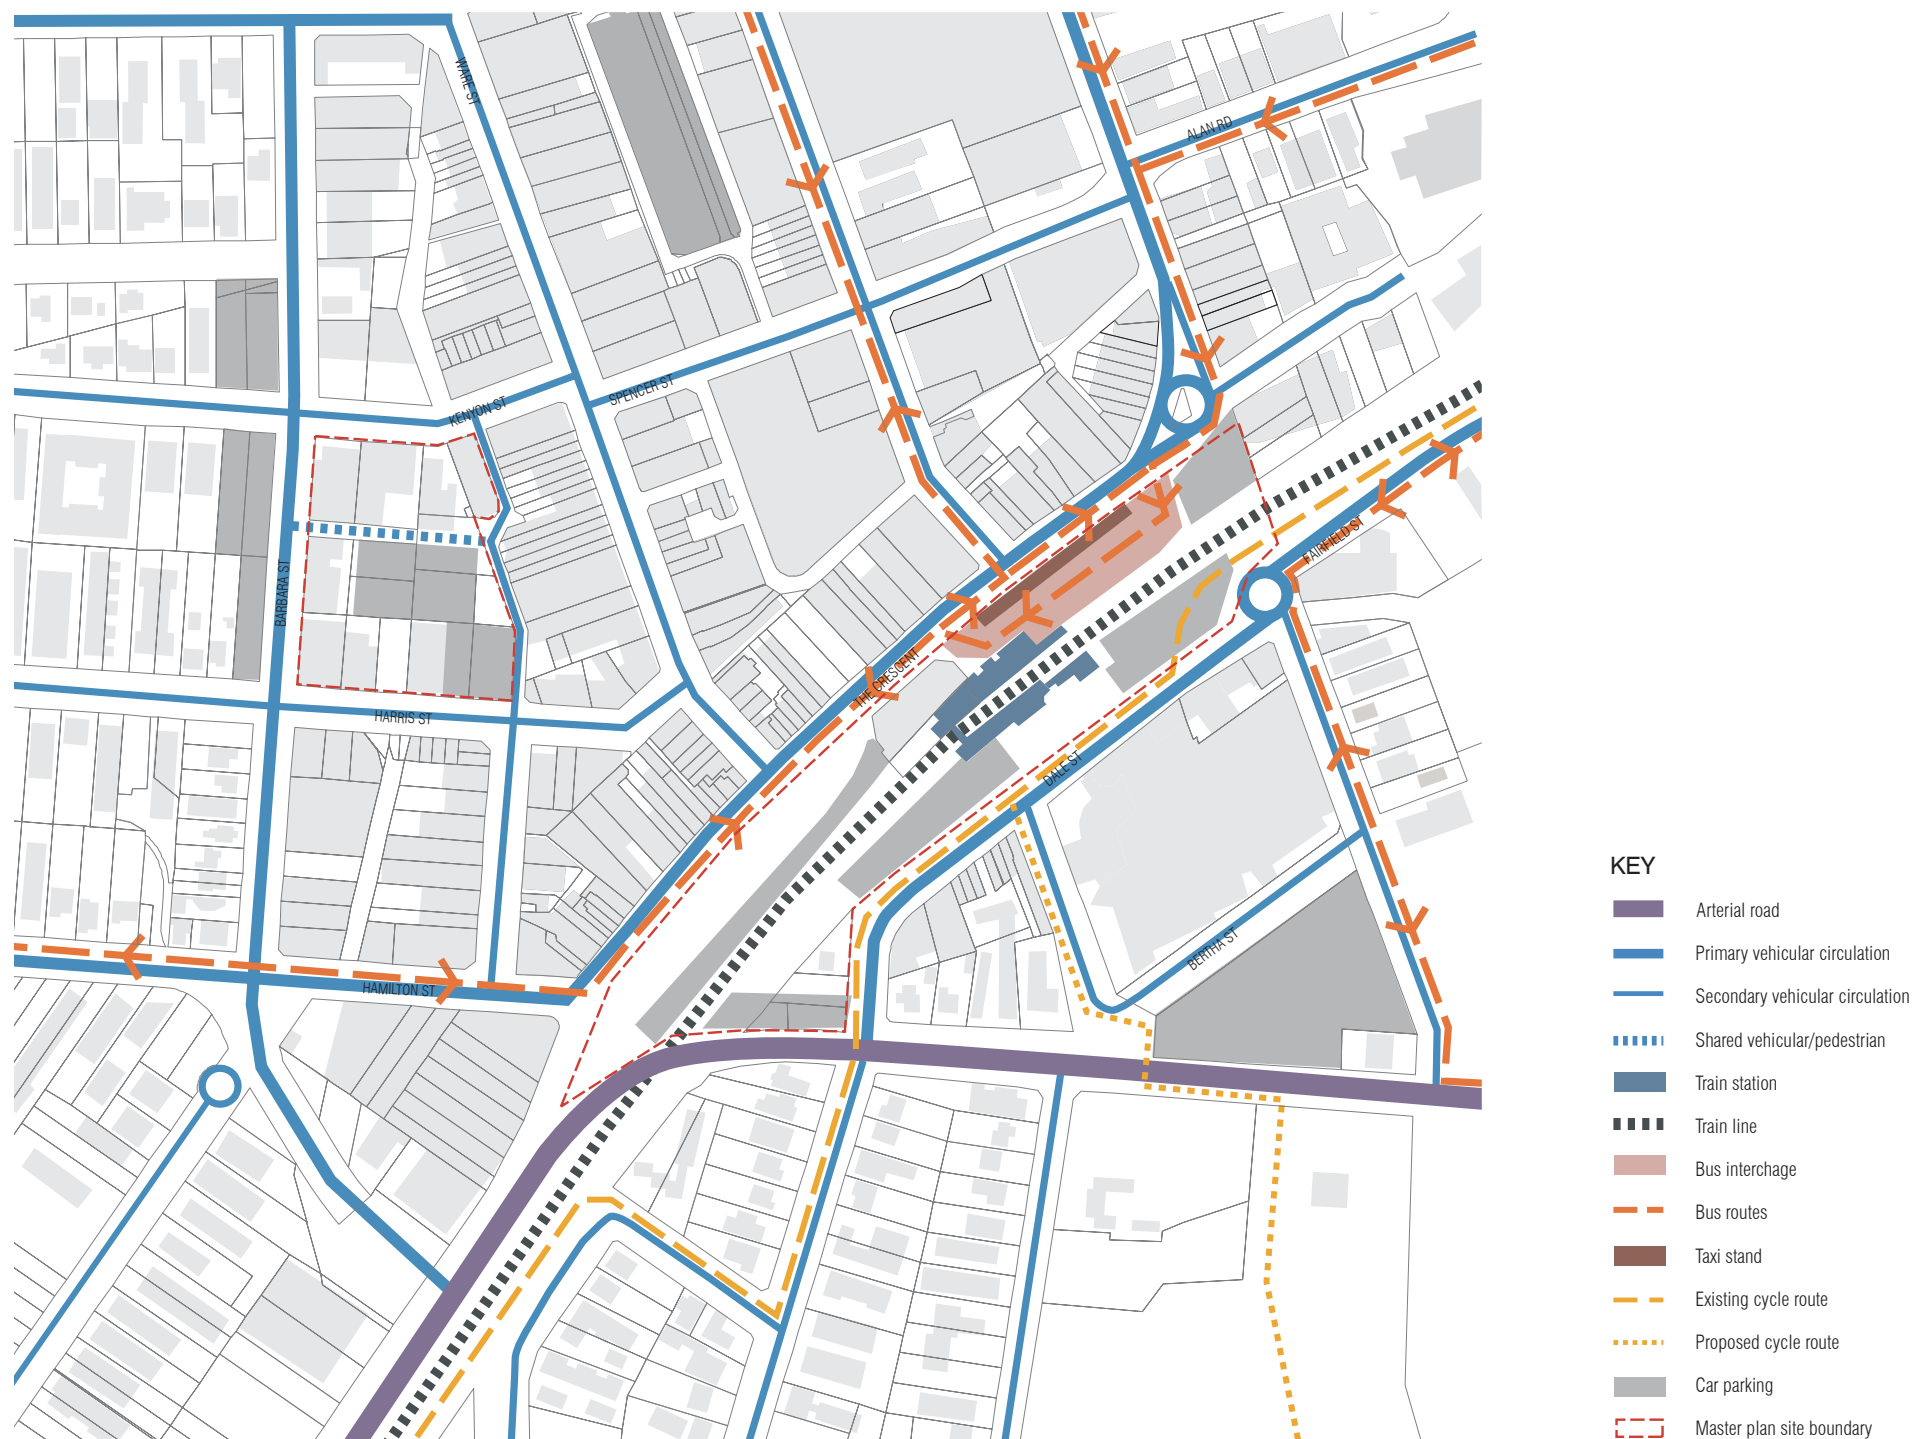 WARE ST
ALAN RD
SPENCER ST
KENYON ST
FAIRFIELD ST
BARBARA ST
THE CRESCENT
HARRIS ST
DALE ST
BERTHA ST
HAMILTON ST
KEY
Arterial road
Primary vehicular circulation
Secondary vehicular circulation
Shared vehicular/pedestrian
Train station
Train line
Bus interchage
Bus routes
Taxi stand
Existing cycle route
Proposed cycle route
Car parking
Master plan site boundary